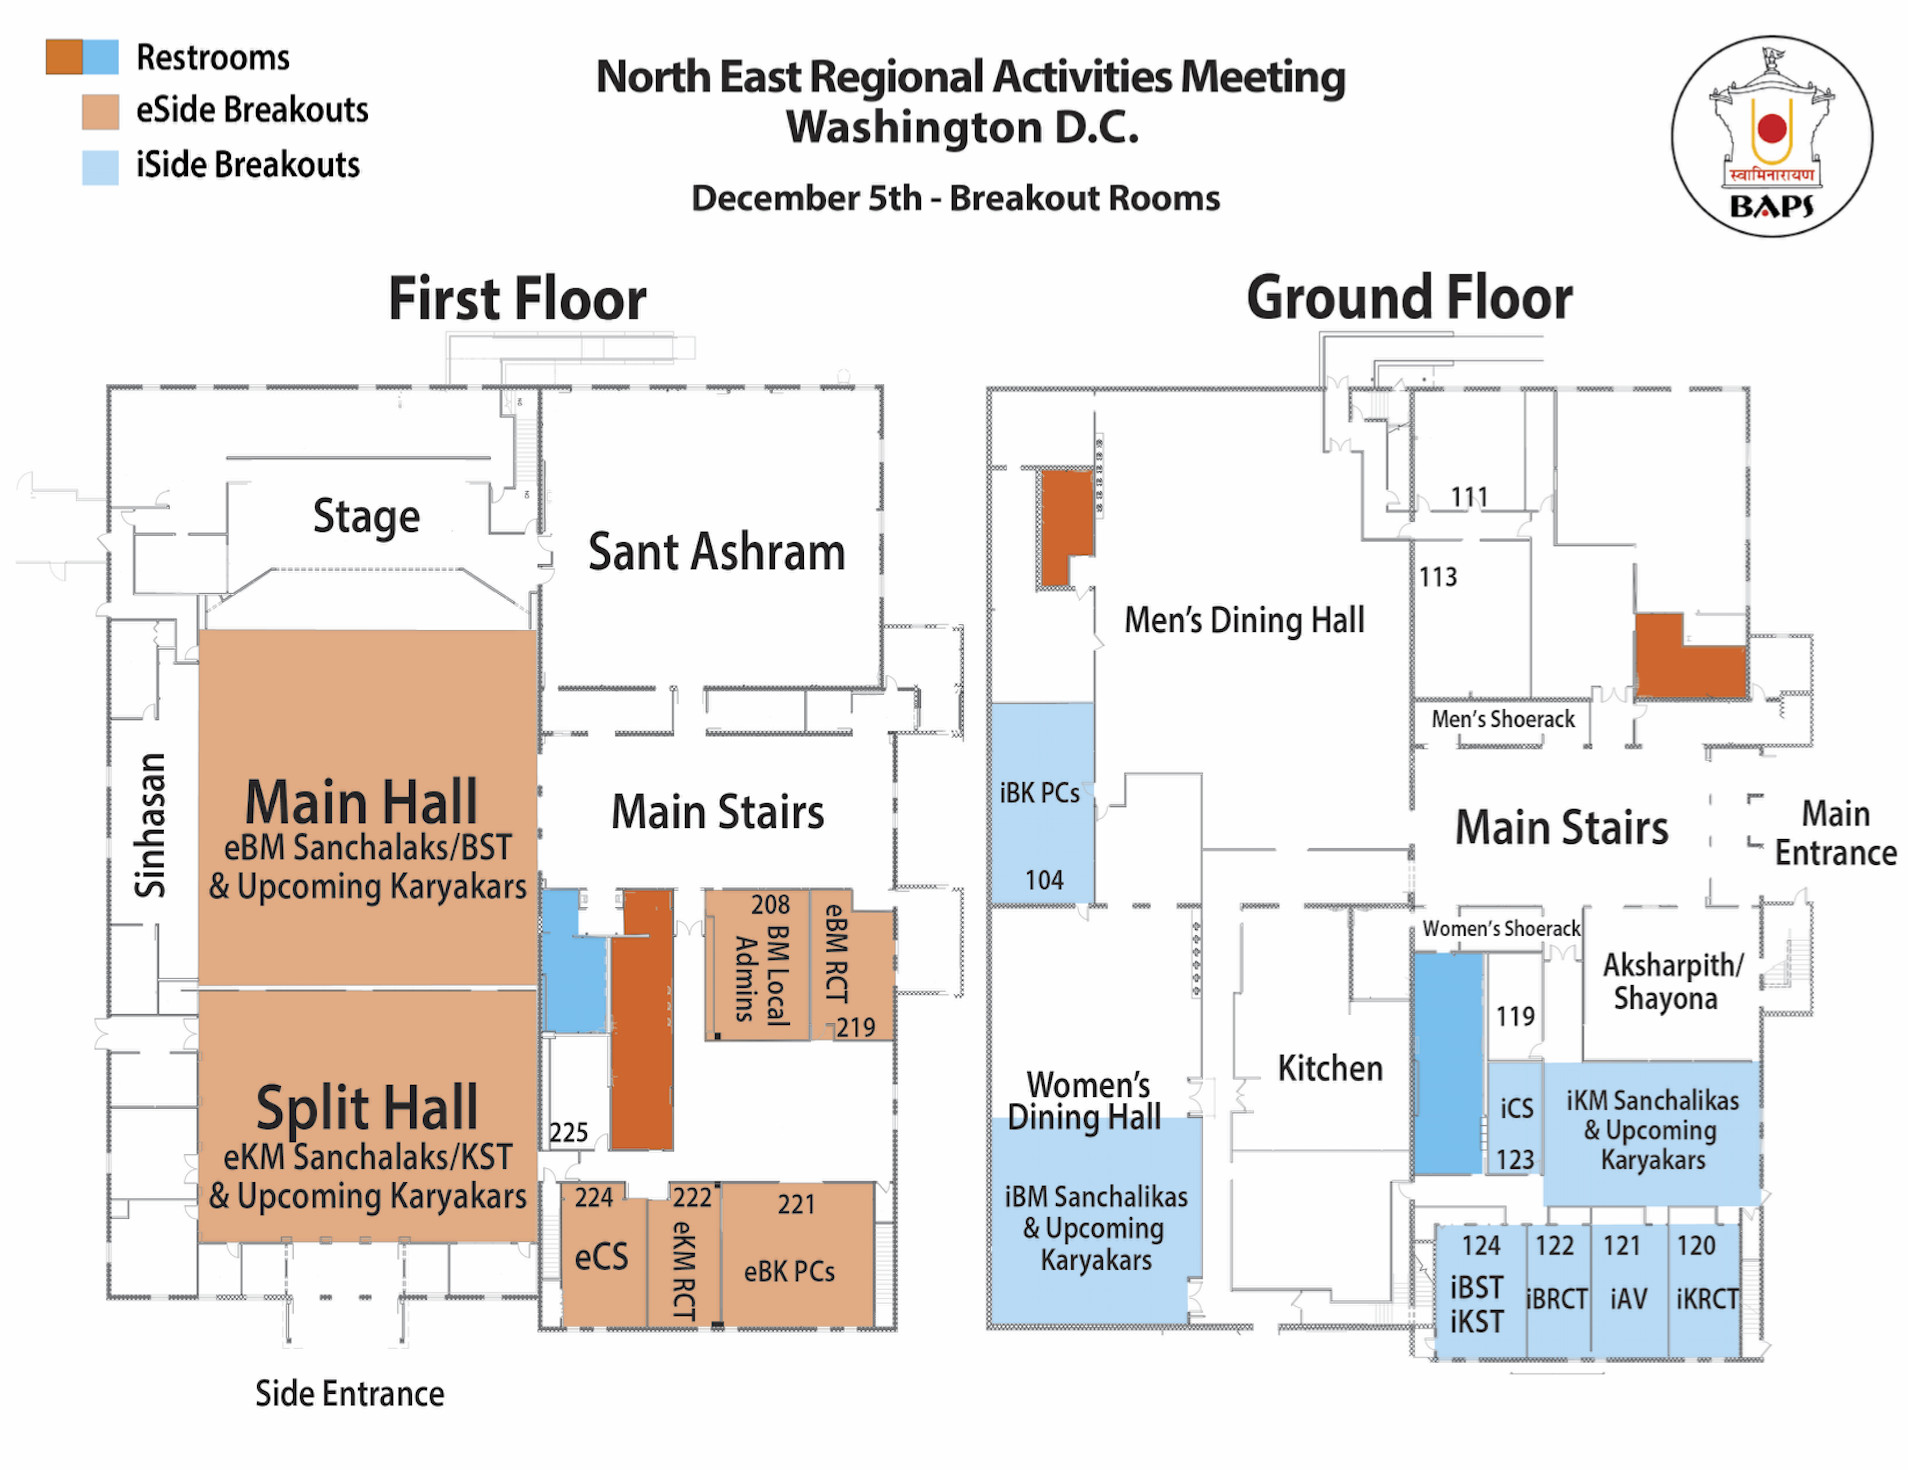 Restrooms
eSide Breakouts
iSide Breakouts
North East Regional Activities Meeting
Washington D.C.
December 5th - Breakout Rooms
स्वामिनारायण
BAPS
First Floor
Stage
Sant Ashram
Sinhasan
Main Hall
eBM Sanchalaks/BST
& Upcoming Karyakars
Main Stairs
208
BM Local
Admins
eBM RCT
219
Split Hall
eKM Sanchalaks/KST
& Upcoming Karyakars
225
224
eCS
222
eKM RCT
221
eBK PCs
Side Entrance
Ground Floor
111
113
Men's Dining Hall
Men's Shoerack
iBK PCs
104
Main Stairs
Main
Entrance
Women's Shoerack
Aksharpith/
Shayona
119
Kitchen
Women's
Dining Hall
iCS
123
iKM Sanchalikas
& Upcoming
Karyakars
iBM Sanchalikas
& Upcoming
Karyakars
124
iBST
iKST
122
iBRCT
121
iAV
120
iKRCT